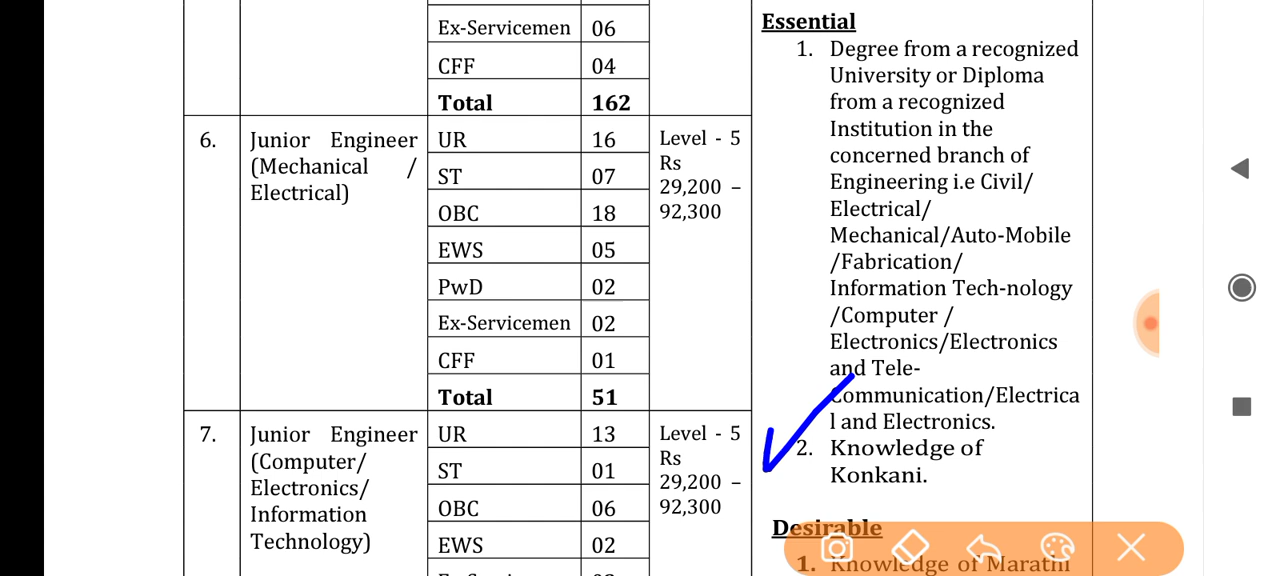 Ex-Servicemen 06
CFF 04
Total 162
6. Junior Engineer
(Mechanical /
Electrical)
UR 16
ST 07
OBC 18
EWS 05
PwD 02
Ex-Servicemen 02
CFF 01
Total 51
Level - 5
Rs
29,200 –
92,300
7. Junior Engineer
(Computer/
Electronics/
Information
Technology)
UR 13
ST 01
OBC 06
EWS 02
Level - 5
Rs
29,200 –
92,300
Essential
1. Degree from a recognized
University or Diploma
from a recognized
Institution in the
concerned branch of
Engineering i.e Civil/
Electrical/
Mechanical/Auto-Mobile
/Fabrication/
Information Tech-nology
/Computer /
Electronics/Electronics
and Tele-
Communication/Electrica
l and Electronics.
2. Knowledge of
Konkani.
Desirable
1. Knowledge of Marathi